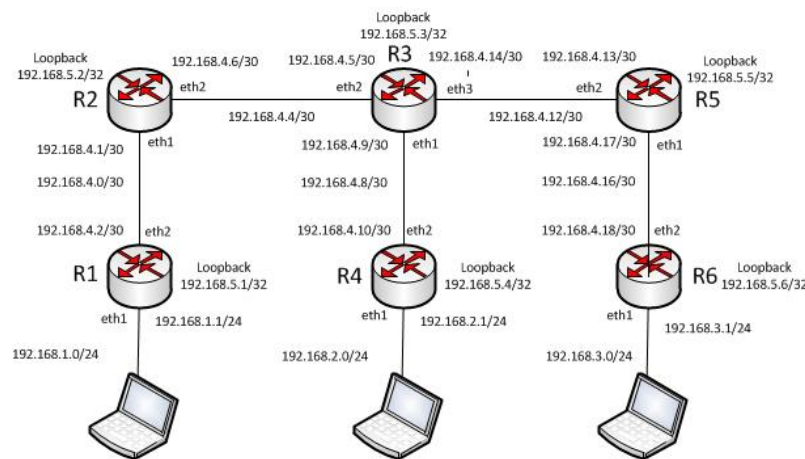 Loopback
192.168.5.3/32
R3
Loopback
192.168.5.2/32
R2
192.168.4.6/30
eth2
192.168.4.5/30
eth2
192.168.4.14/30
eth3
192.168.4.13/30
eth2
Loopback
192.168.5.5/32
R5
192.168.4.4/30
192.168.4.12/30
eth1
192.168.4.1/30
192.168.4.0/30
192.168.4.9/30
eth1
192.168.4.8/30
192.168.4.17/30
eth1
192.168.4.16/30
192.168.4.2/30
eth2
192.168.4.10/30
eth2
192.168.4.18/30
eth2
R1
Loopback
192.168.5.1/32
R4
Loopback
192.168.5.4/32
R6
Loopback
192.168.5.6/32
eth1
192.168.1.1/24
eth1
192.168.2.1/24
eth1
192.168.3.1/24
192.168.1.0/24
192.168.2.0/24
192.168.3.0/24